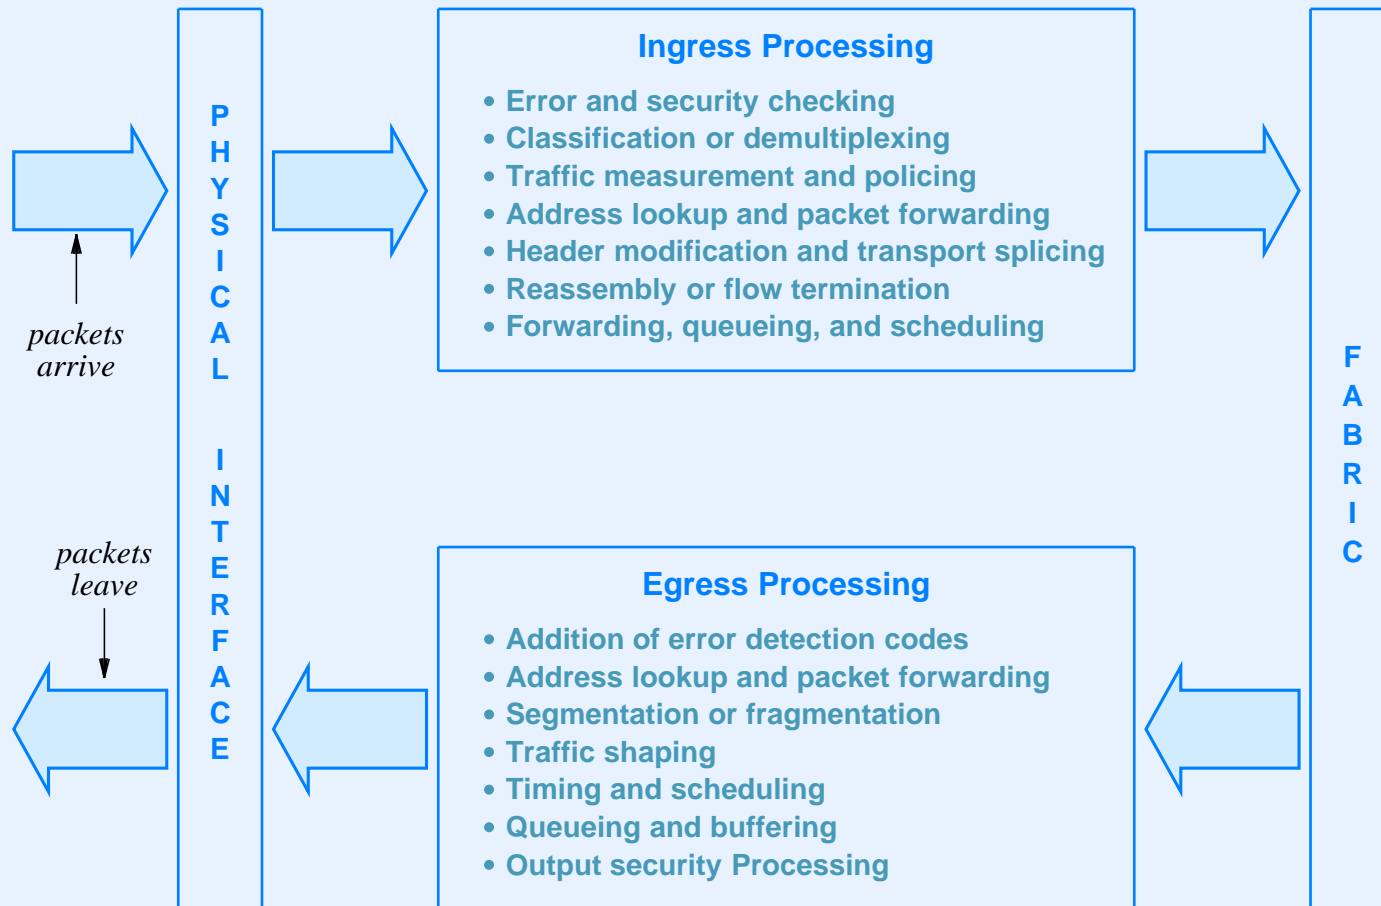 packets
arrive
packets
leave
PHYSICAL INTERFACE
Ingress Processing
• Error and security checking
• Classification or demultiplexing
• Traffic measurement and policing
• Address lookup and packet forwarding
• Header modification and transport splicing
• Reassembly or flow termination
• Forwarding, queueing, and scheduling
Egress Processing
• Addition of error detection codes
• Address lookup and packet forwarding
• Segmentation or fragmentation
• Traffic shaping
• Timing and scheduling
• Queueing and buffering
• Output security Processing
FABRIC